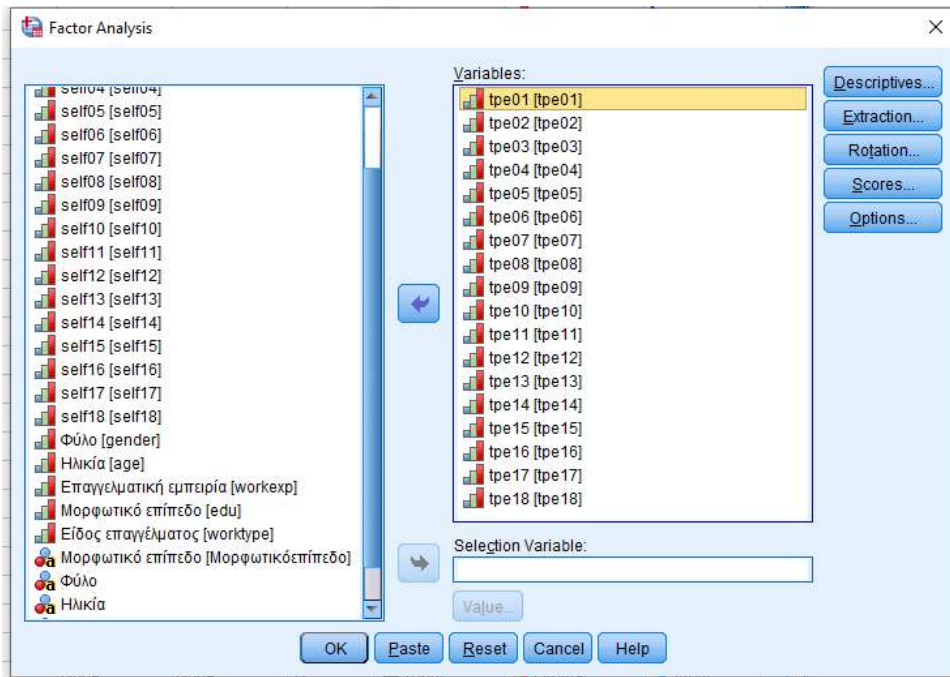 Factor Analysis
self04 [self04]
self05 [self05]
self06 [self06]
self07 [self07]
self08 [self08]
self09 [self09]
self10 [self10]
self11 [self11]
self12 [self12]
self13 [self13]
self14 [self14]
self15 [self15]
self16 [self16]
self17 [self17]
self18 [self18]
Φύλο [gender]
Ηλικία [age]
Επαγγελματική εμπειρία [workexp]
Μορφωτικό επίπεδο [edu]
Είδος επαγγέλματος [worktype]
Μορφωτικό επίπεδο [Μορφωτικόεπίπεδο]
Φύλο
Ηλικία
Variables:
tpe01 [tpe01]
tpe02 [tpe02]
tpe03 [tpe03]
tpe04 [tpe04]
tpe05 [tpe05]
tpe06 [tpe06]
tpe07 [tpe07]
tpe08 [tpe08]
tpe09 [tpe09]
tpe10 [tpe10]
tpe11 [tpe11]
tpe12 [tpe12]
tpe13 [tpe13]
tpe14 [tpe14]
tpe15 [tpe15]
tpe16 [tpe16]
tpe17 [tpe17]
tpe18 [tpe18]
Selection Variable:
Value...
Descriptives...
Extraction...
Rotation...
Scores...
Options...
OK Paste Reset Cancel Help